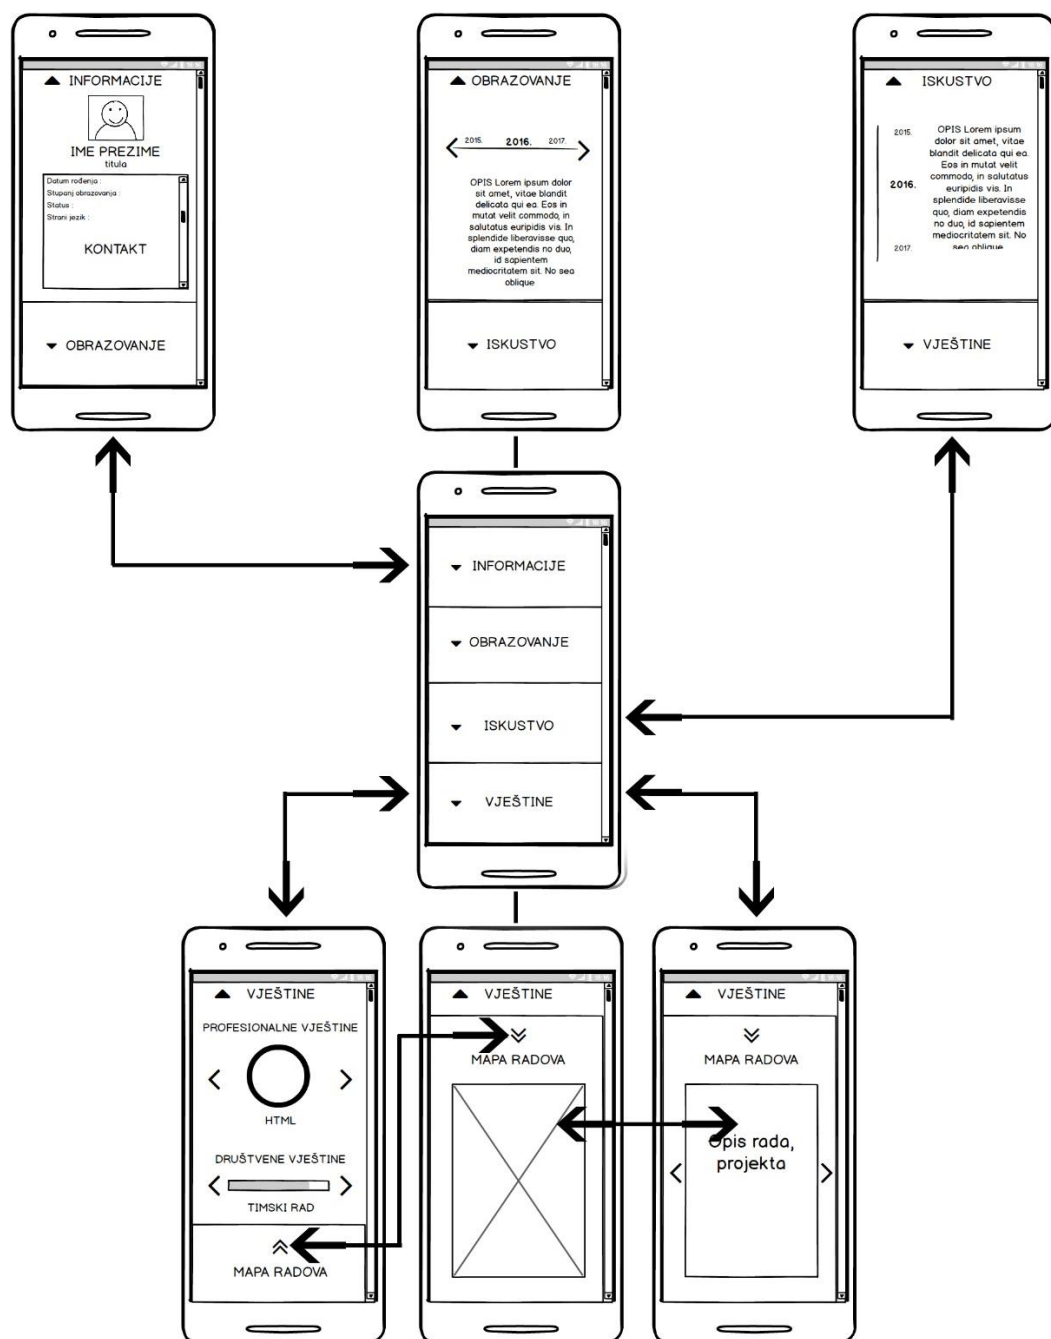 INFORMACIJE
IME PREZIME
titula
Datum rođenja :
Stupanj obrazovanja :
Status :
Strani jezik :
KONTAKT
OBRAZOVANJE
OBRAZOVANJE
2015. 2016. 2017.
OPIS Lorem ipsum dolor
sit amet, vitae blandit
delicata qui ea. Eos in
mutat velit commodo, in
salutatus euripidis vis. In
splendide liberavisse quo,
diam expetendis no duo,
id sapientem
mediocritatem sit. No sea
oblique
ISKUSTVO
ISKUSTVO
2015.
2016.
2017.
OPIS Lorem ipsum
dolor sit amet, vitae
blandit delicata qui ea.
Eos in mutat velit
commodo, in salutatus
euripidis vis. In
splendide liberavisse
quo, diam expetendis
no duo, id sapientem
mediocritatem sit. No
sea oblique
VJEŠTINE
INFORMACIJE
OBRAZOVANJE
ISKUSTVO
VJEŠTINE
VJEŠTINE
PROFESIONALNE VJEŠTINE
HTML
DRUŠTVENE VJEŠTINE
TIMSKI RAD
MAPA RADOVA
VJEŠTINE
MAPA RADOVA
VJEŠTINE
MAPA RADOVA
Opis rada,
projekta